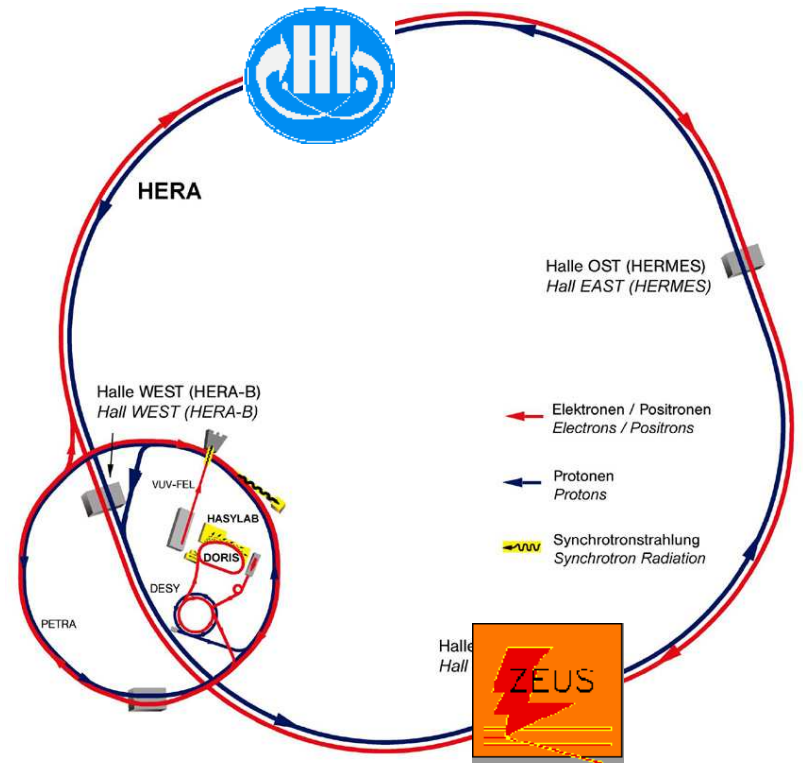 H1
HERA
Halle OST (HERMES)
Hall EAST (HERMES)
Halle WEST (HERA-B)
Hall WEST (HERA-B)
Elektronen / Positronen
Electrons / Positrons
VUV-FEL
Protonen
Protons
HASYLAB
DORIS
Synchrotronstrahlung
Synchrotron Radiation
DESY
PETRA
Halle
Hall
ZEUS